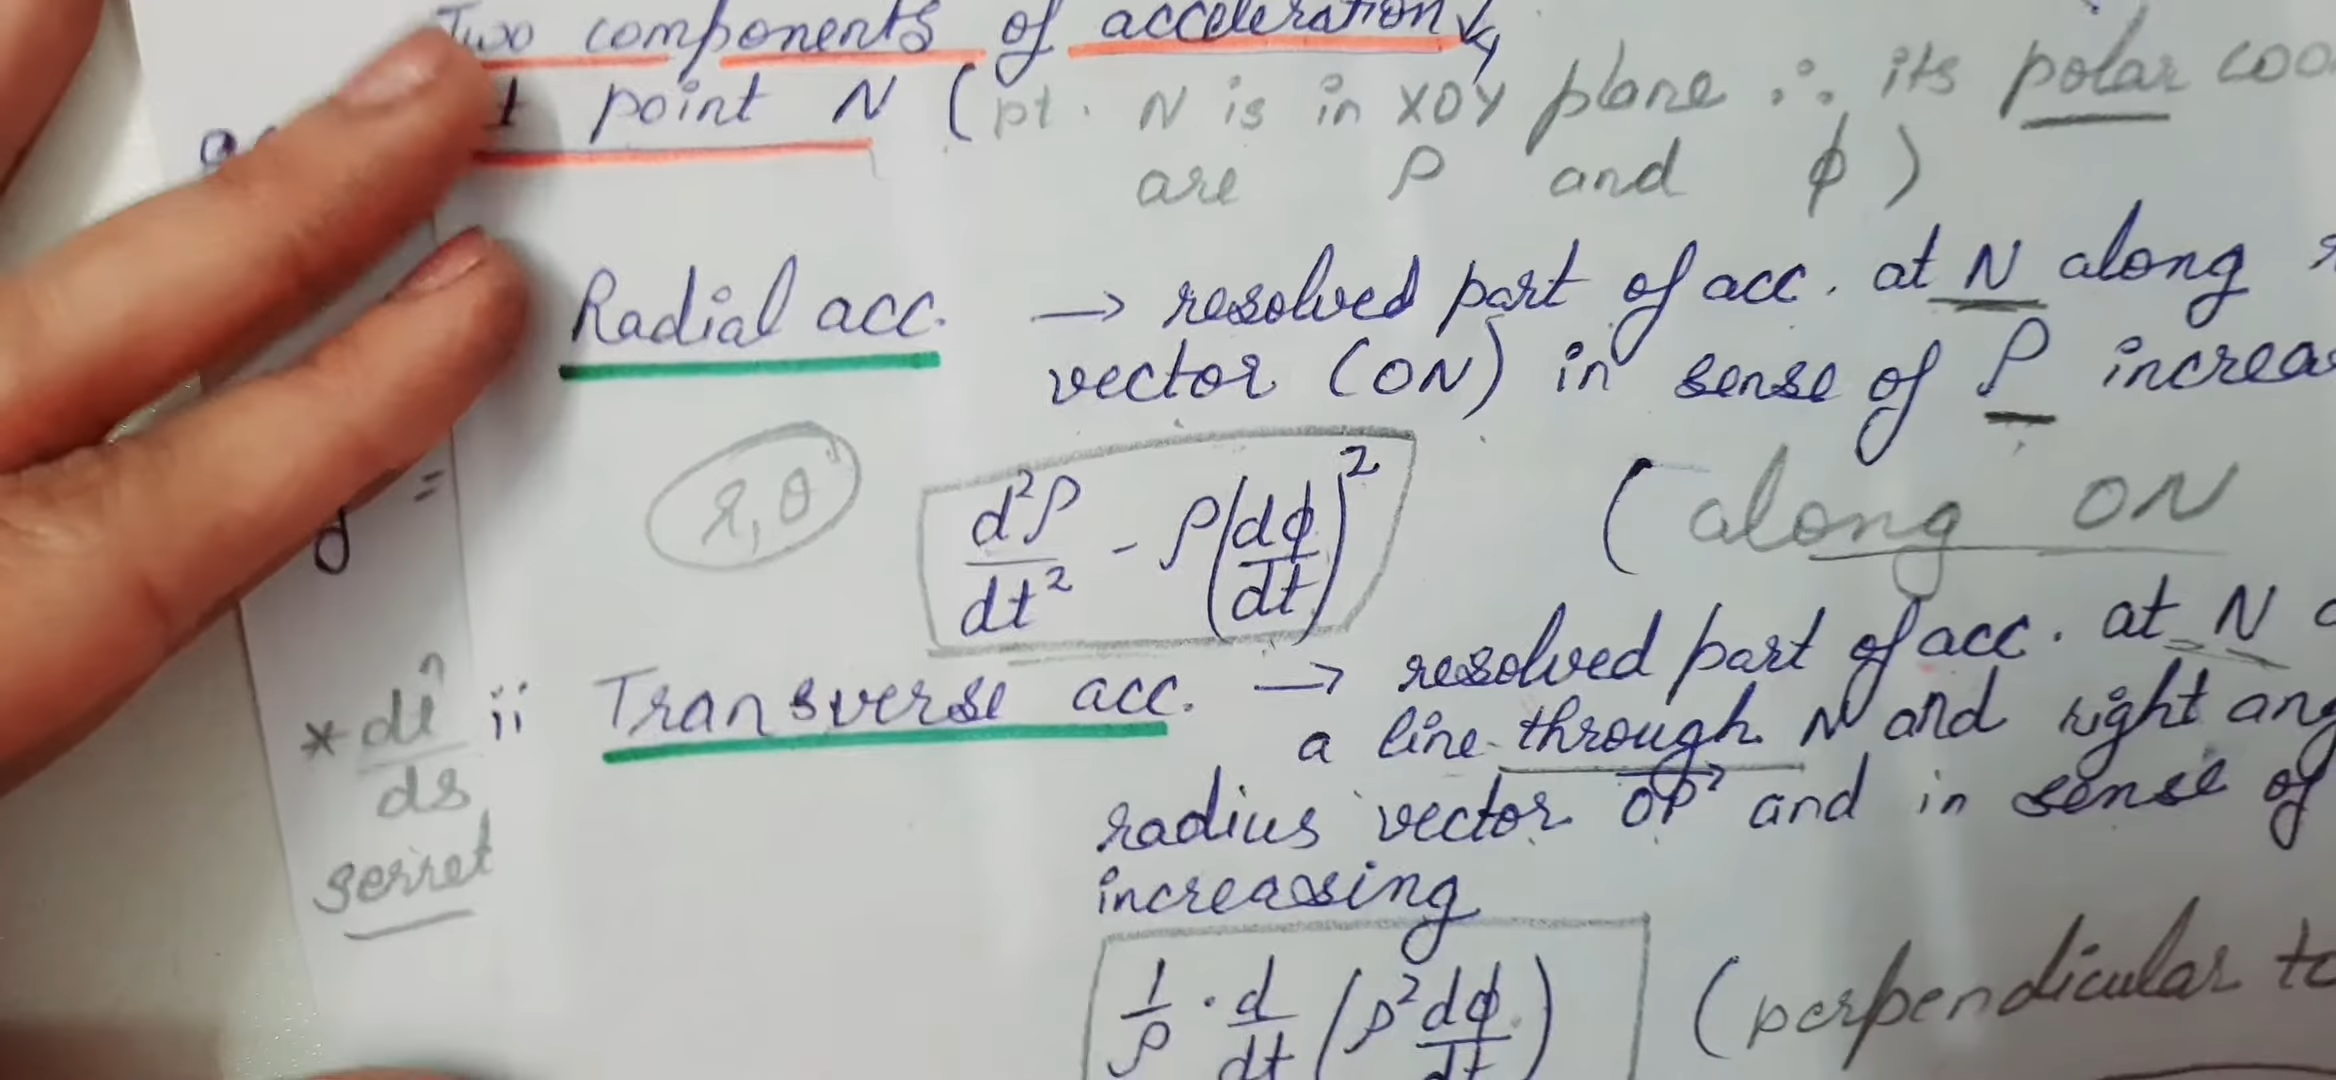 Two components of acceleration
t point N (pt. N is in XOY plane ∴ its polar coo
are ρ and ϕ)
Radial acc. → resolved part of acc. at N along
vector (ON) in sense of ρ increa
r,θ
d²ρ/dt² - ρ(dϕ/dt)² (along ON
=
ii Transverse acc. → resolved part of acc. at N
a line through N and right ang
radius vector OP and in sense of
increasing
1/ρ · d/dt (ρ² dϕ/dt) (perpendicular to
* dî/ds
serret